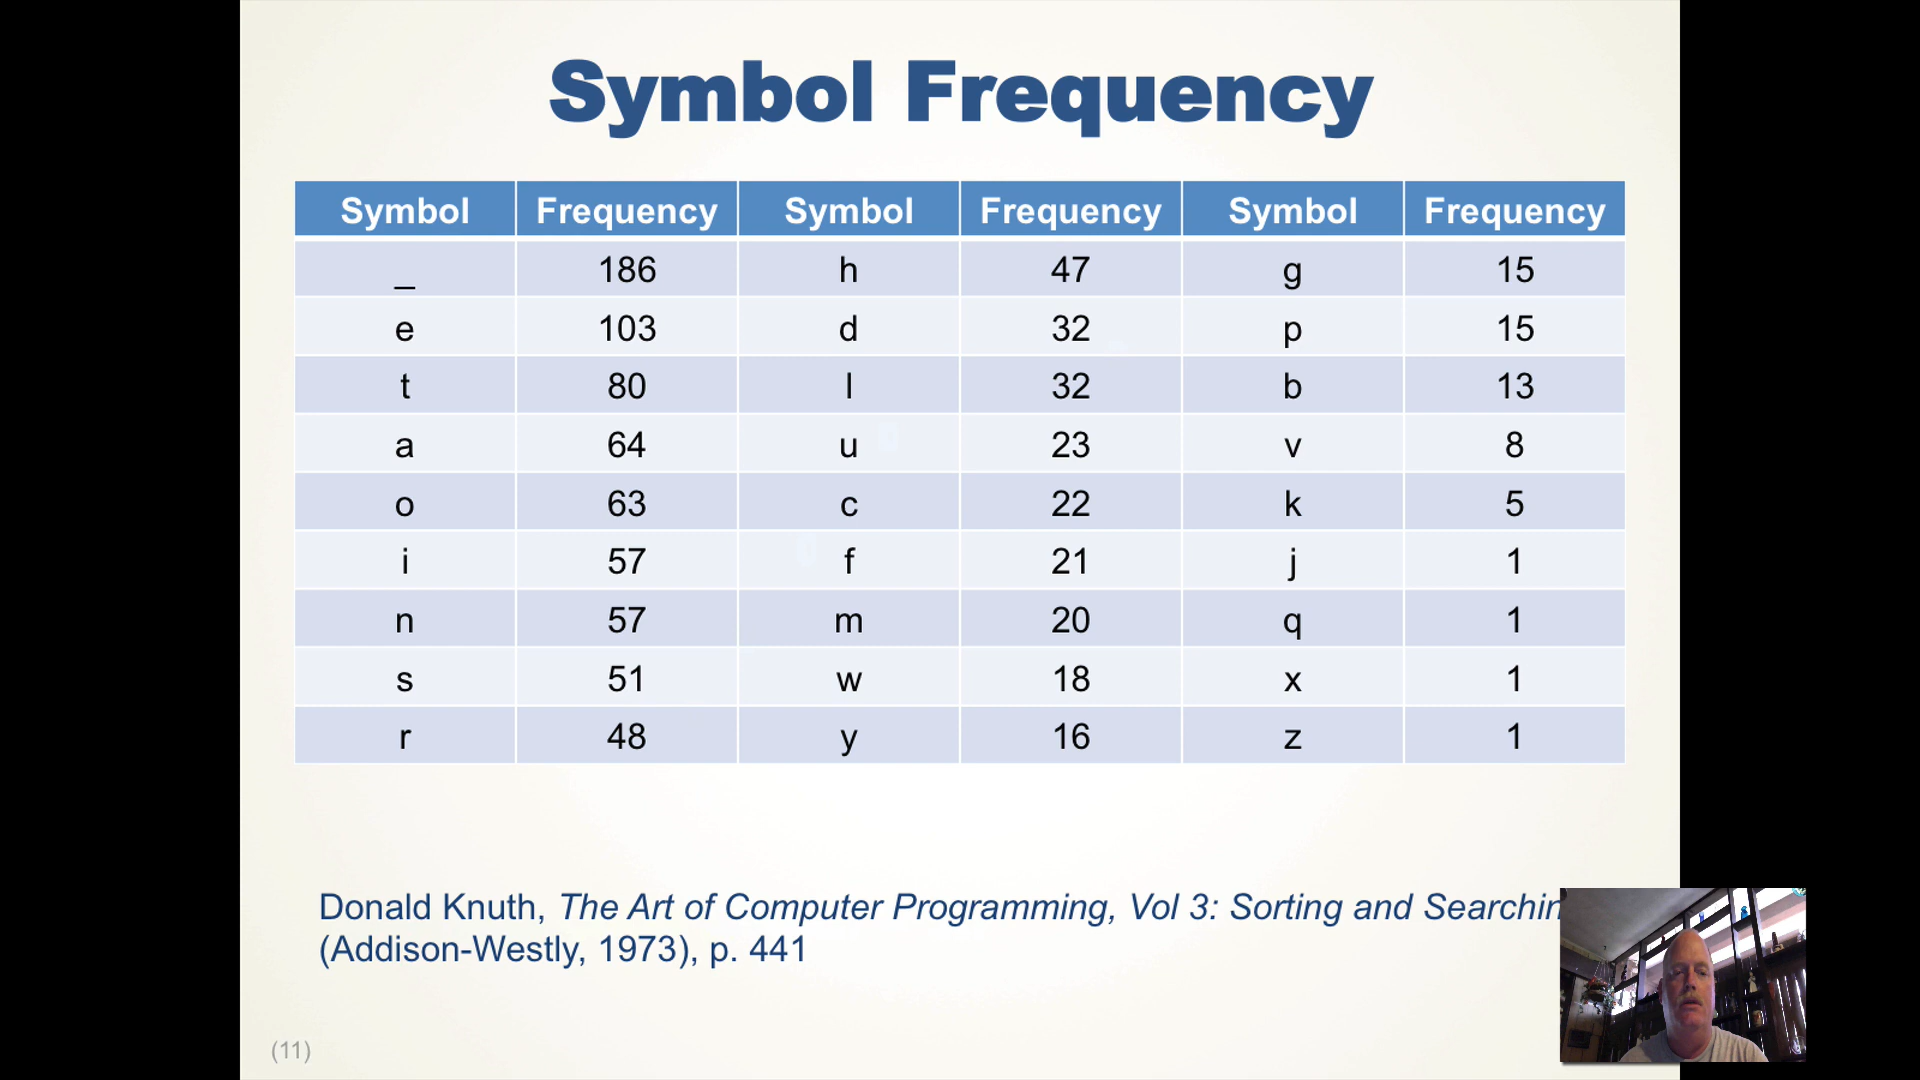 Symbol Frequency
Symbol Frequency Symbol Frequency Symbol Frequency
_ 186 h 47 g 15
e 103 d 32 p 15
t 80 l 32 b 13
a 64 u 23 v 8
o 63 c 22 k 5
i 57 f 21 j 1
n 57 m 20 q 1
s 51 w 18 x 1
r 48 y 16 z 1
Donald Knuth, The Art of Computer Programming, Vol 3: Sorting and Searchin
(Addison-Westly, 1973), p. 441
(11)